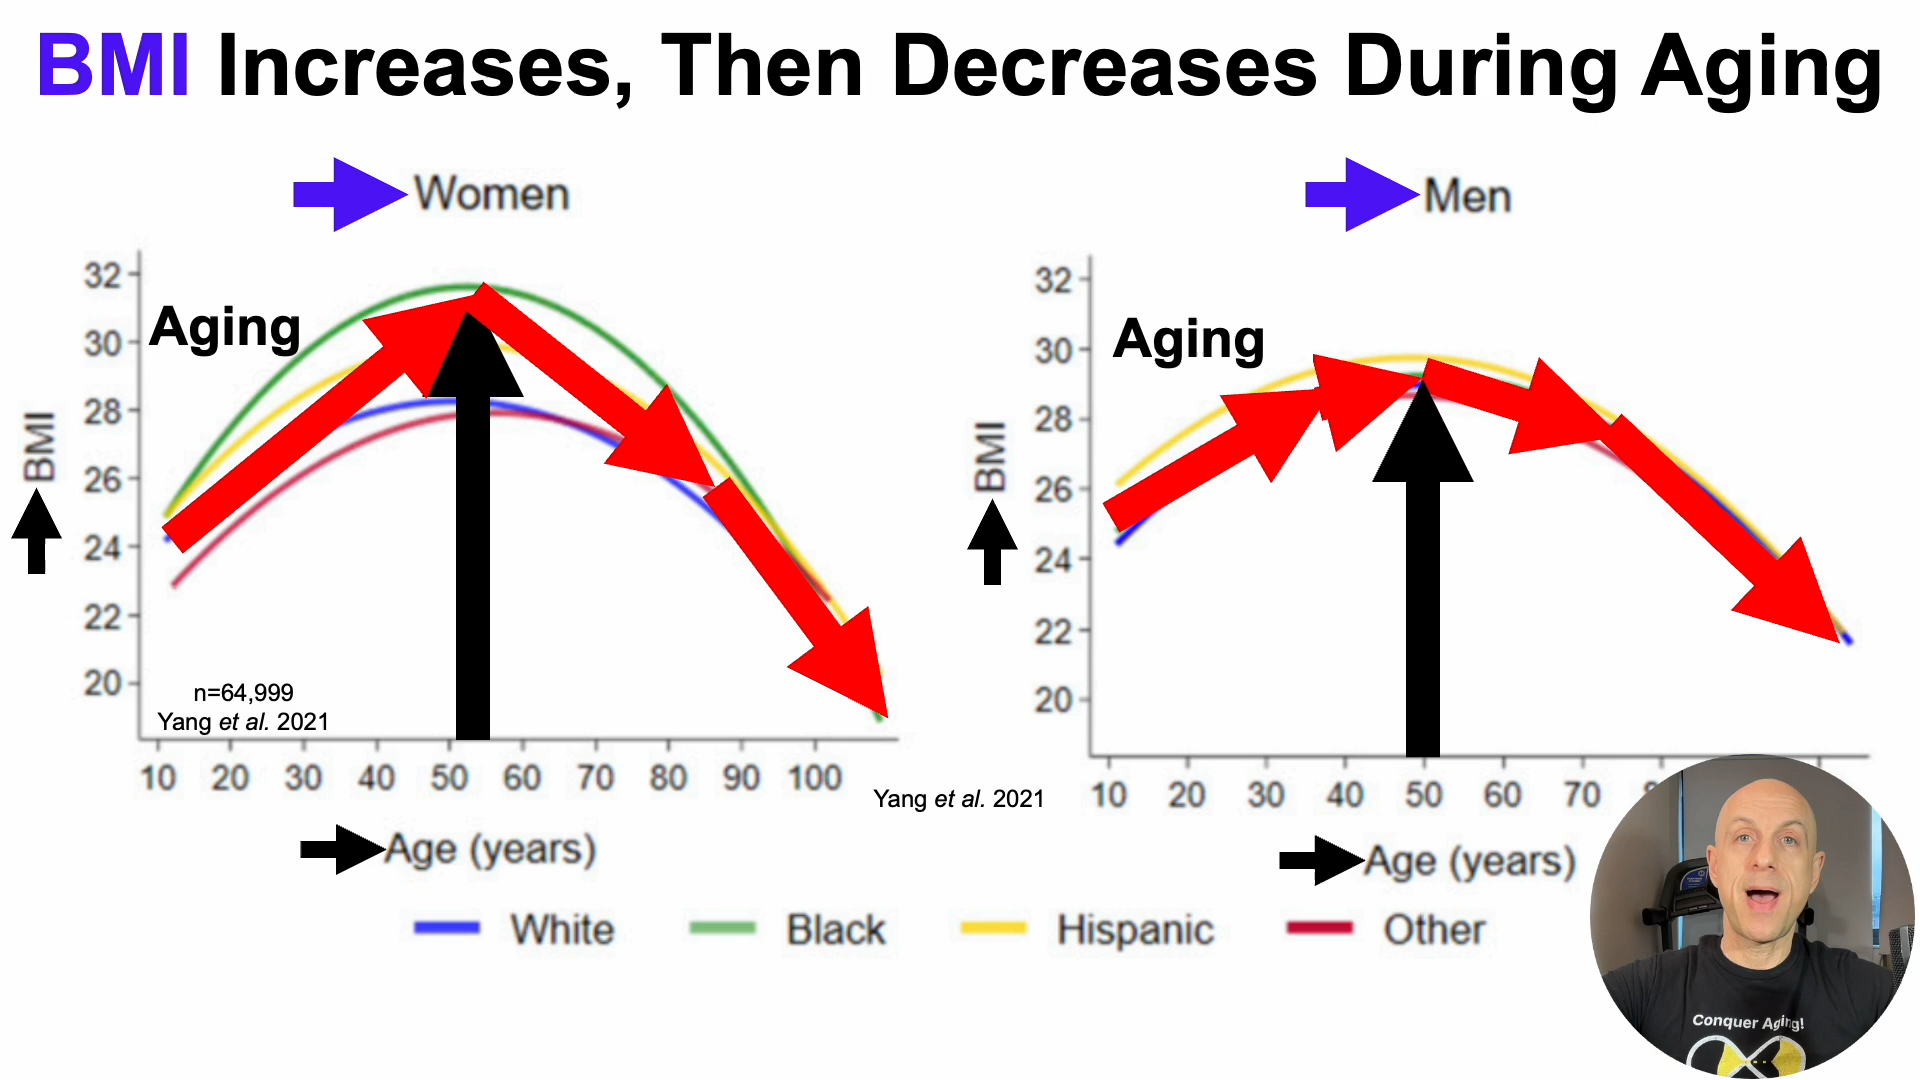 BMI Increases, Then Decreases During Aging
Women
Men
Aging
Aging
BMI
32
30
28
26
24
22
20
n=64,999
Yang et al. 2021
10 20 30 40 50 60 70 80 90 100
Age (years)
BMI
32
30
28
26
24
22
20
10 20 30 40 50 60 70
Yang et al. 2021
Age (years)
White Black Hispanic Other
Conquer Aging!